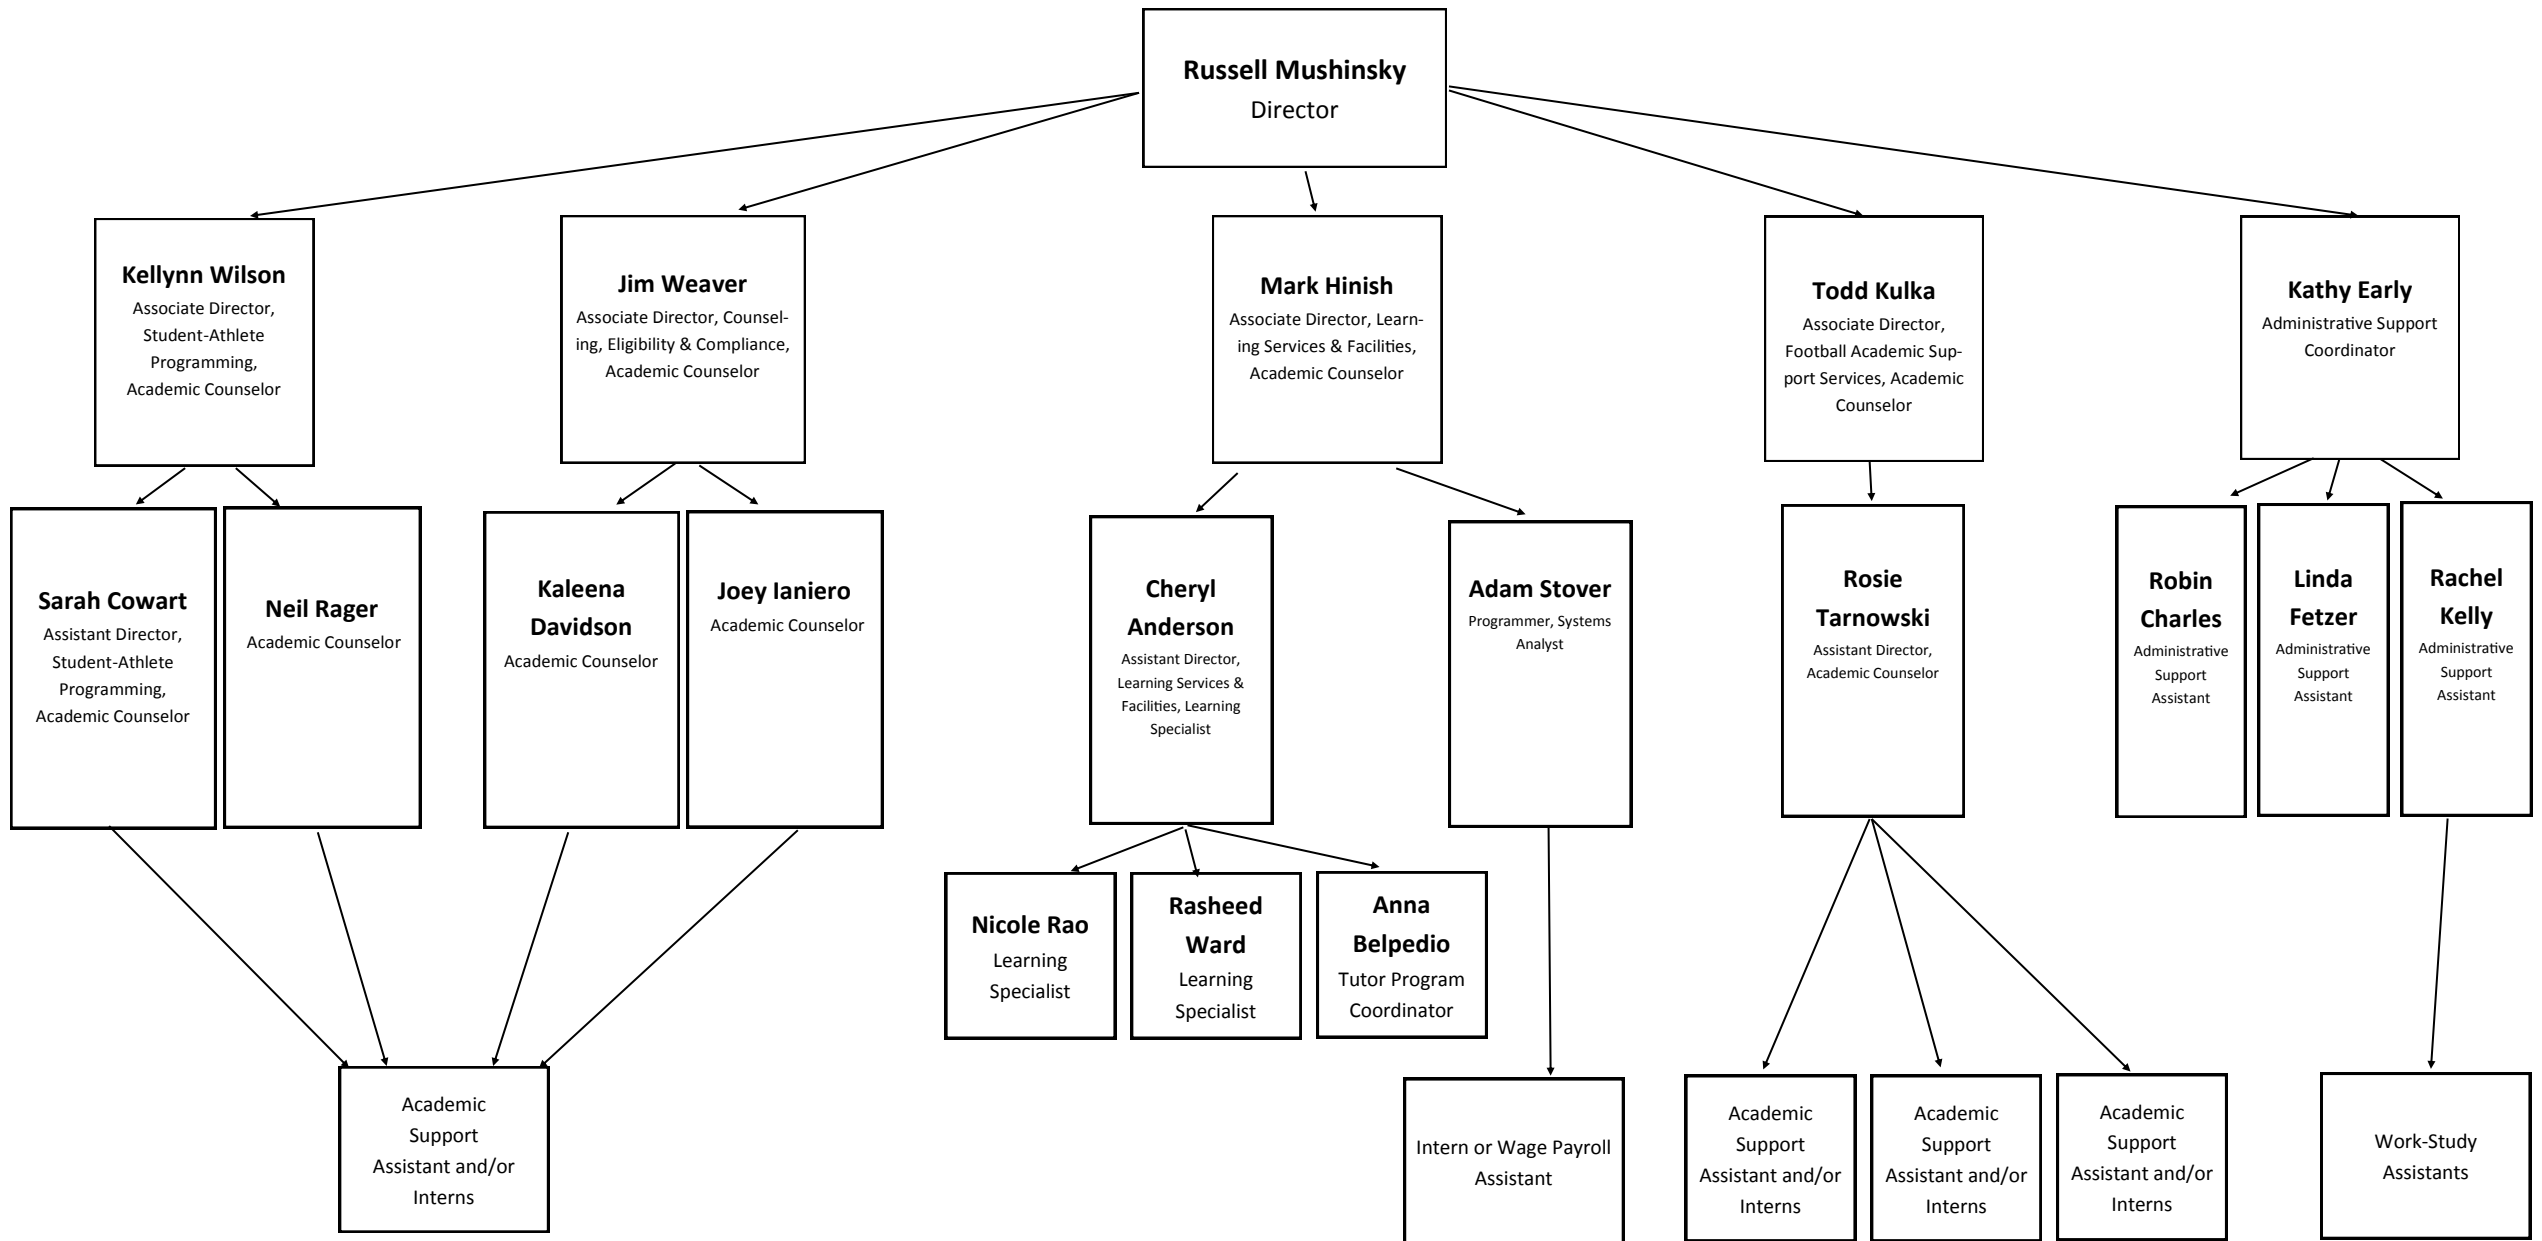 Russell Mushinsky
Director
Kellynn Wilson
Associate Director,
Student-Athlete
Programming,
Academic Counselor
Jim Weaver
Associate Director, Counsel-
ing, Eligibility & Compliance,
Academic Counselor
Mark Hinish
Associate Director, Learn-
ing Services & Facilities,
Academic Counselor
Todd Kulka
Associate Director,
Football Academic Sup-
port Services, Academic
Counselor
Kathy Early
Administrative Support
Coordinator
Sarah Cowart
Assistant Director,
Student-Athlete
Programming,
Academic Counselor
Neil Rager
Academic Counselor
Kaleena
Davidson
Academic Counselor
Joey Ianiero
Academic Counselor
Cheryl
Anderson
Assistant Director,
Learning Services &
Facilities, Learning
Specialist
Adam Stover
Programmer, Systems
Analyst
Rosie
Tarnowski
Assistant Director,
Academic Counselor
Robin
Charles
Administrative
Support
Assistant
Linda
Fetzer
Administrative
Support
Assistant
Rachel
Kelly
Administrative
Support
Assistant
Nicole Rao
Learning
Specialist
Rasheed
Ward
Learning
Specialist
Anna
Belpedio
Tutor Program
Coordinator
Academic
Support
Assistant and/or
Interns
Intern or Wage Payroll
Assistant
Academic
Support
Assistant and/or
Interns
Academic
Support
Assistant and/or
Interns
Academic
Support
Assistant and/or
Interns
Work-Study
Assistants